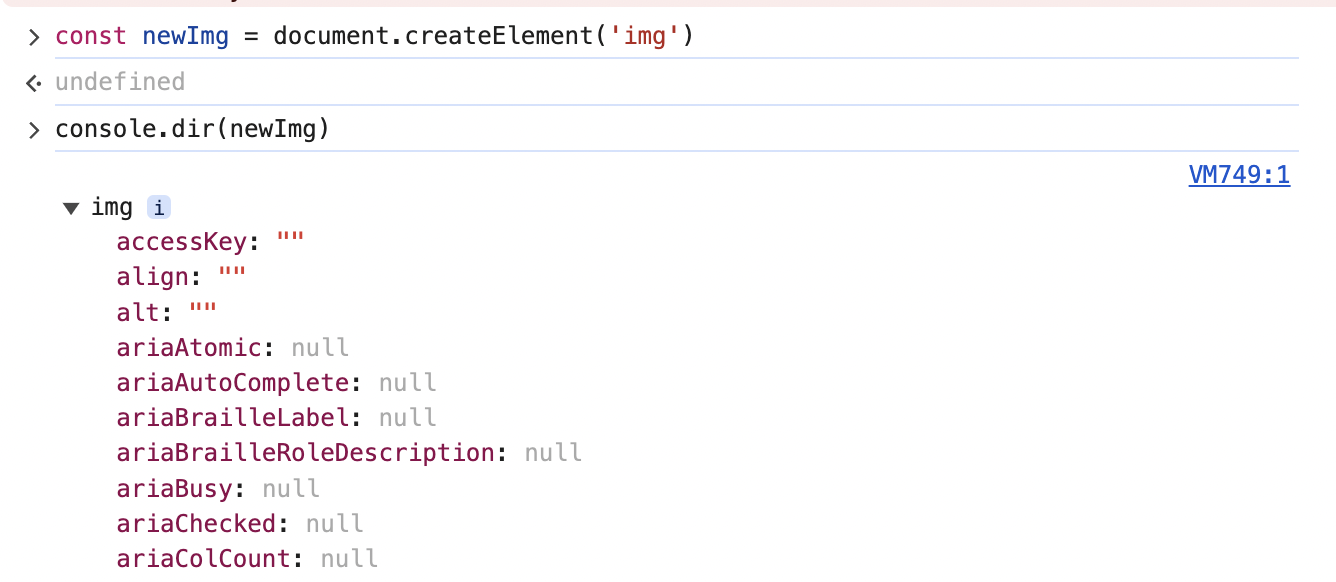 const newImg = document.createElement('img')
undefined
console.dir(newImg)
VM749:1
img i
accessKey: ""
align: ""
alt: ""
ariaAtomic: null
ariaAutoComplete: null
ariaBrailleLabel: null
ariaBrailleRoleDescription: null
ariaBusy: null
ariaChecked: null
ariaColCount: null